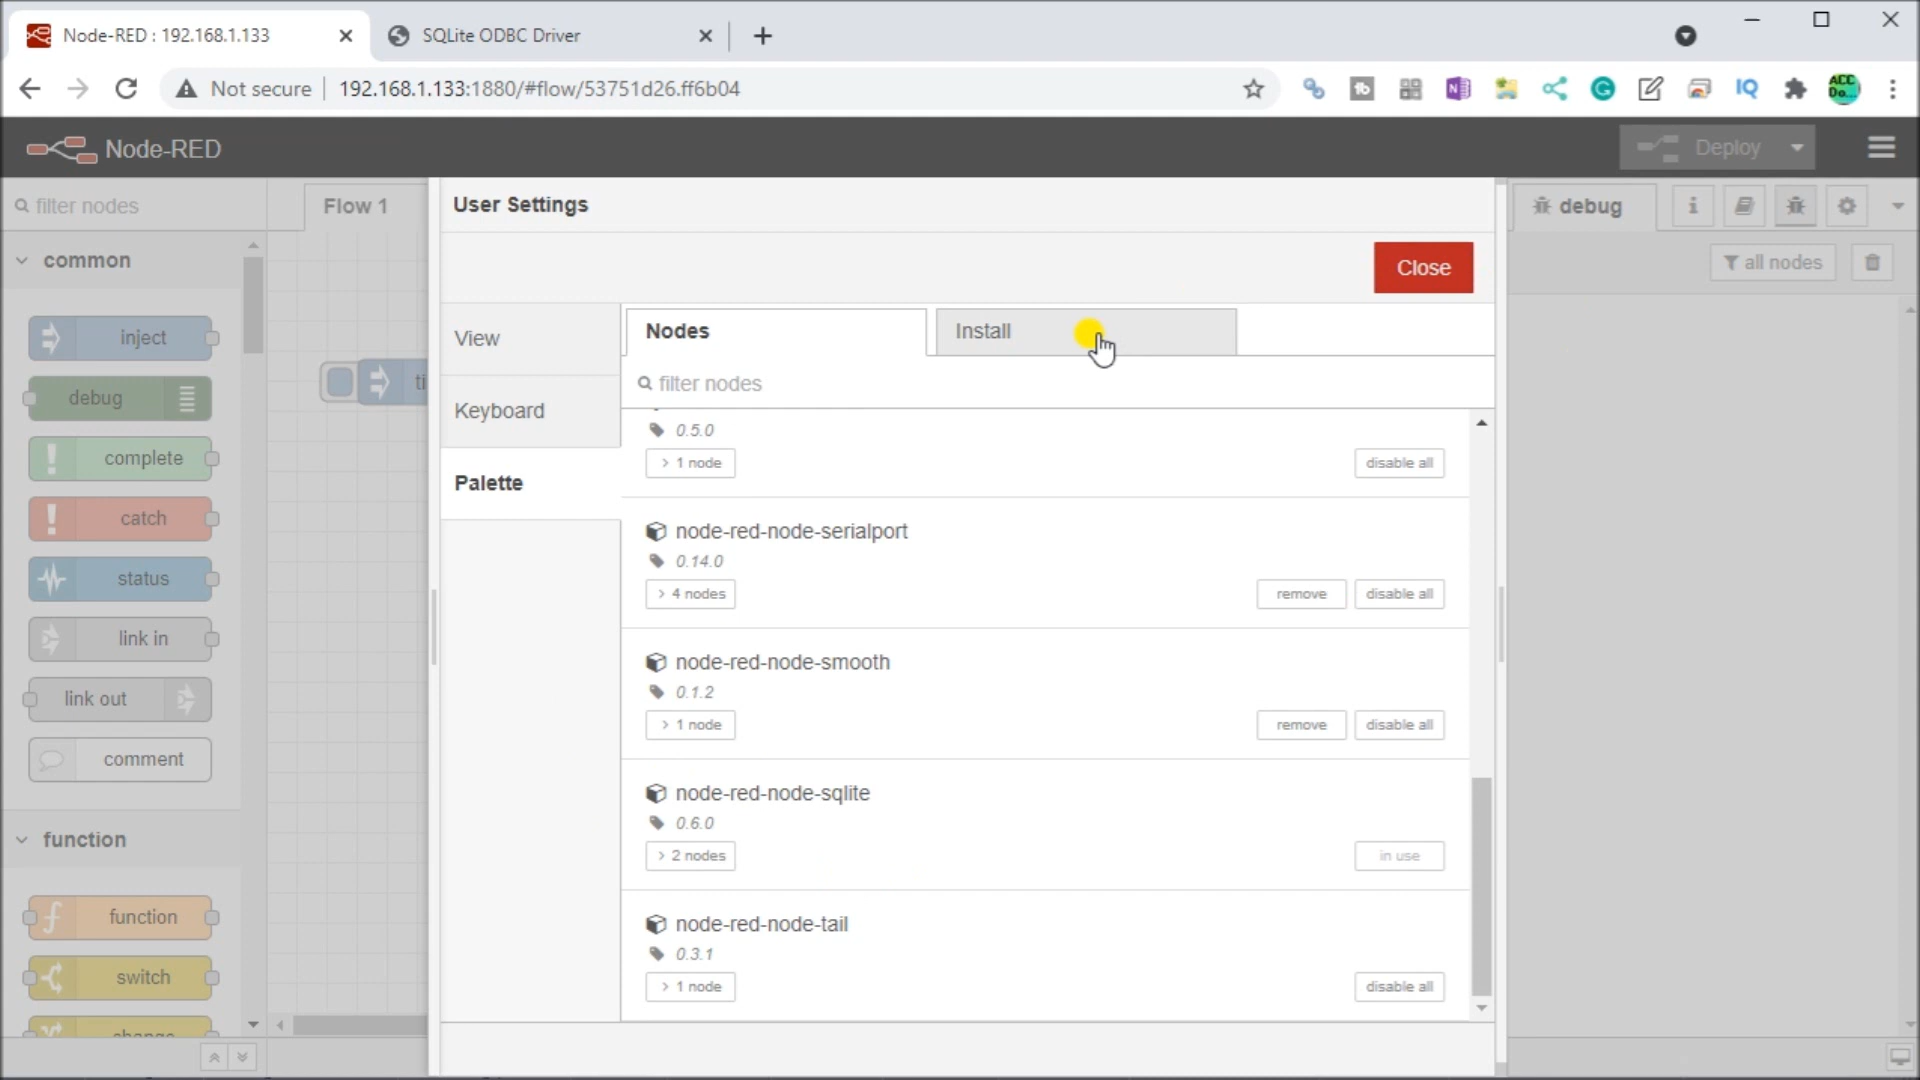 Node-RED : 192.168.1.133
SQLite ODBC Driver
Not secure
192.168.1.133:1880/#flow/53751d26.ff6b04
ACC
Do...
Node-RED
Deploy
filter nodes
Flow 1
User Settings
debug
i
Close
all nodes
common
View
Nodes
Install
inject
filter nodes
ti
debug
Keyboard
0.5.0
complete
1 node
disable all
Palette
catch
node-red-node-serialport
0.14.0
status
4 nodes
remove
disable all
link in
node-red-node-smooth
0.1.2
link out
1 node
remove
disable all
comment
node-red-node-sqlite
0.6.0
function
2 nodes
in use
function
node-red-node-tail
0.3.1
switch
1 node
disable all
change